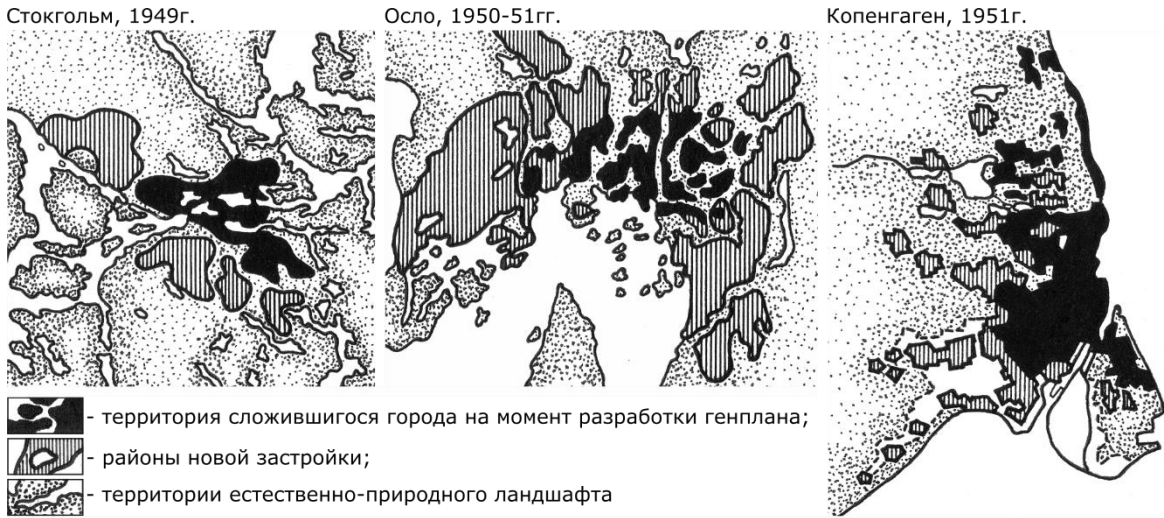 Стокгольм, 1949г.
Осло, 1950-51гг.
Копенгаген, 1951г.
- территория сложившигося города на момент разработки генплана;
- районы новой застройки;
- территории естественно-природного ландшафта